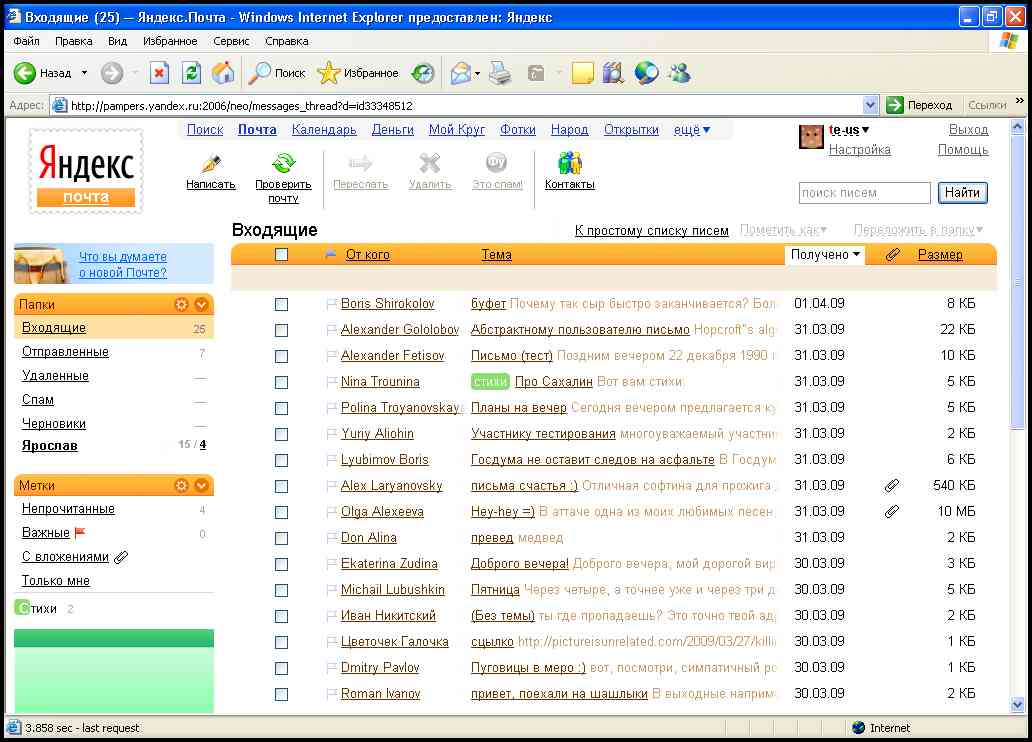 Входящие (25) — Яндекс.Почта - Windows Internet Explorer предоставлен: Яндекс
Файл Правка Вид Избранное Сервис Справка
Назад Поиск Избранное
Адрес: http://pampers.yandex.ru:2006/neo/messages_thread?d=id33348512 Переход Ссылки »
Поиск Почта Календарь Деньги Мой Круг Фотки Народ Открытки ещё▼ te-us▼ Выход
Настройка Помощь
Яндекс
почта
Написать Проверить почту Переслать Удалить Фу Это спам! Контакты
поиск писем Найти
Входящие К простому списку писем Пометить как▼ Переложить в папку▼
От кого Тема Получено▼ Размер
Что вы думаете
о новой Почте?
Папки
Входящие 25
Отправленные 7
Удаленные —
Спам —
Черновики —
Ярослав 15 / 4
Метки
Непрочитанные 4
Важные 0
С вложениями
Только мне
Стихи 2
Boris Shirokolov буфет Почему так сыр быстро заканчивается? Бол 01.04.09 8 КБ
Alexander Gololobov Абстрактному пользователю письмо Hopcroft"s alg 31.03.09 22 КБ
Alexander Fetisov Письмо (тест) Поздним вечером 22 декабря 1990 г 31.03.09 10 КБ
Nina Trounina стихи Про Сахалин Вот вам стихи: 31.03.09 5 КБ
Polina Troyanovskay Планы на вечер Сегодня вечером предлагается ку 31.03.09 5 КБ
Yuriy Aliohin Участнику тестирования многоуважаемый участни 31.03.09 2 КБ
Lyubimov Boris Госдума не оставит следов на асфальте В Госдум 31.03.09 6 КБ
Alex Laryanovsky письма счастья :) Отличная софтина для прожига 31.03.09 540 КБ
Olga Alexeeva Hey-hey =) В аттаче одна из моих любимых песен 31.03.09 10 МБ
Don Alina превед медвед 31.03.09 2 КБ
Ekaterina Zudina Доброго вечера! Доброго вечера, мой дорогой вир 30.03.09 3 КБ
Michail Lubushkin Пятница Через четыре, а точнее уже и через три д 30.03.09 5 КБ
Иван Никитский (Без темы) ты где пропадаешь? Это точно твой ад 30.03.09 2 КБ
Цветочек Галочка сцылко http://pictureisunrelated.com/2009/03/27/killi 30.03.09 1 КБ
Dmitry Pavlov Пуговицы в меро :) вот, посмотри, симпатичный ро 30.03.09 1 КБ
Roman Ivanov привет, поехали на шашлыки В выходные наприм 30.03.09 2 КБ
3.858 sec - last request Internet